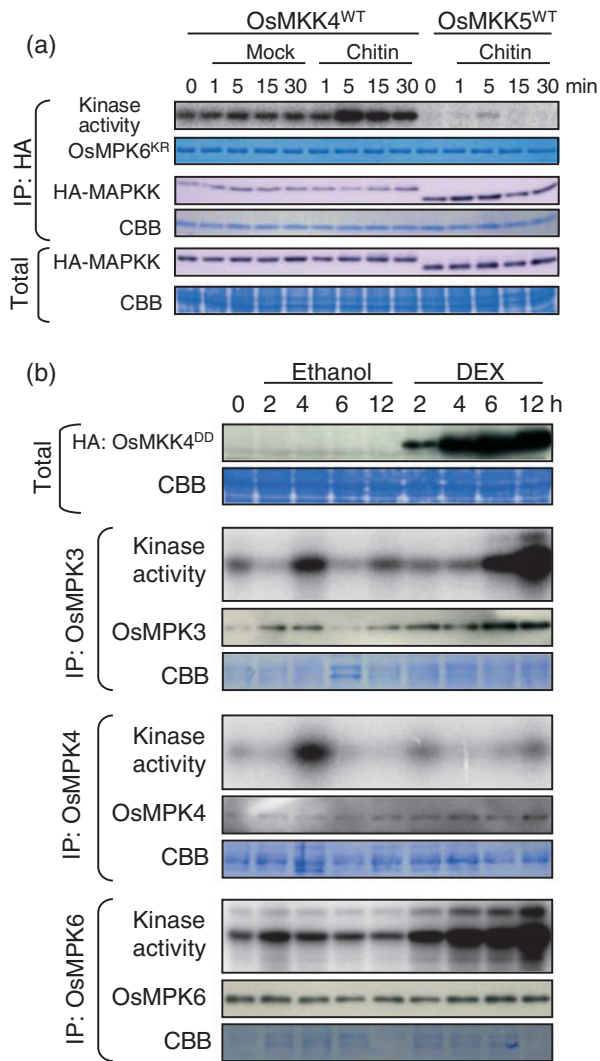 (a)
OsMKK4WT OsMKK5WT
Mock Chitin Chitin
0 1 5 15 30 1 5 15 30 0 1 5 15 30 min
IP: HA
Kinase activity
OsMPK6KR
HA-MAPKK
CBB
Total
HA-MAPKK
CBB
(b)
Ethanol DEX
0 2 4 6 12 2 4 6 12 h
Total
HA: OsMKK4DD
CBB
IP: OsMPK3
Kinase activity
OsMPK3
CBB
IP: OsMPK4
Kinase activity
OsMPK4
CBB
IP: OsMPK6
Kinase activity
OsMPK6
CBB